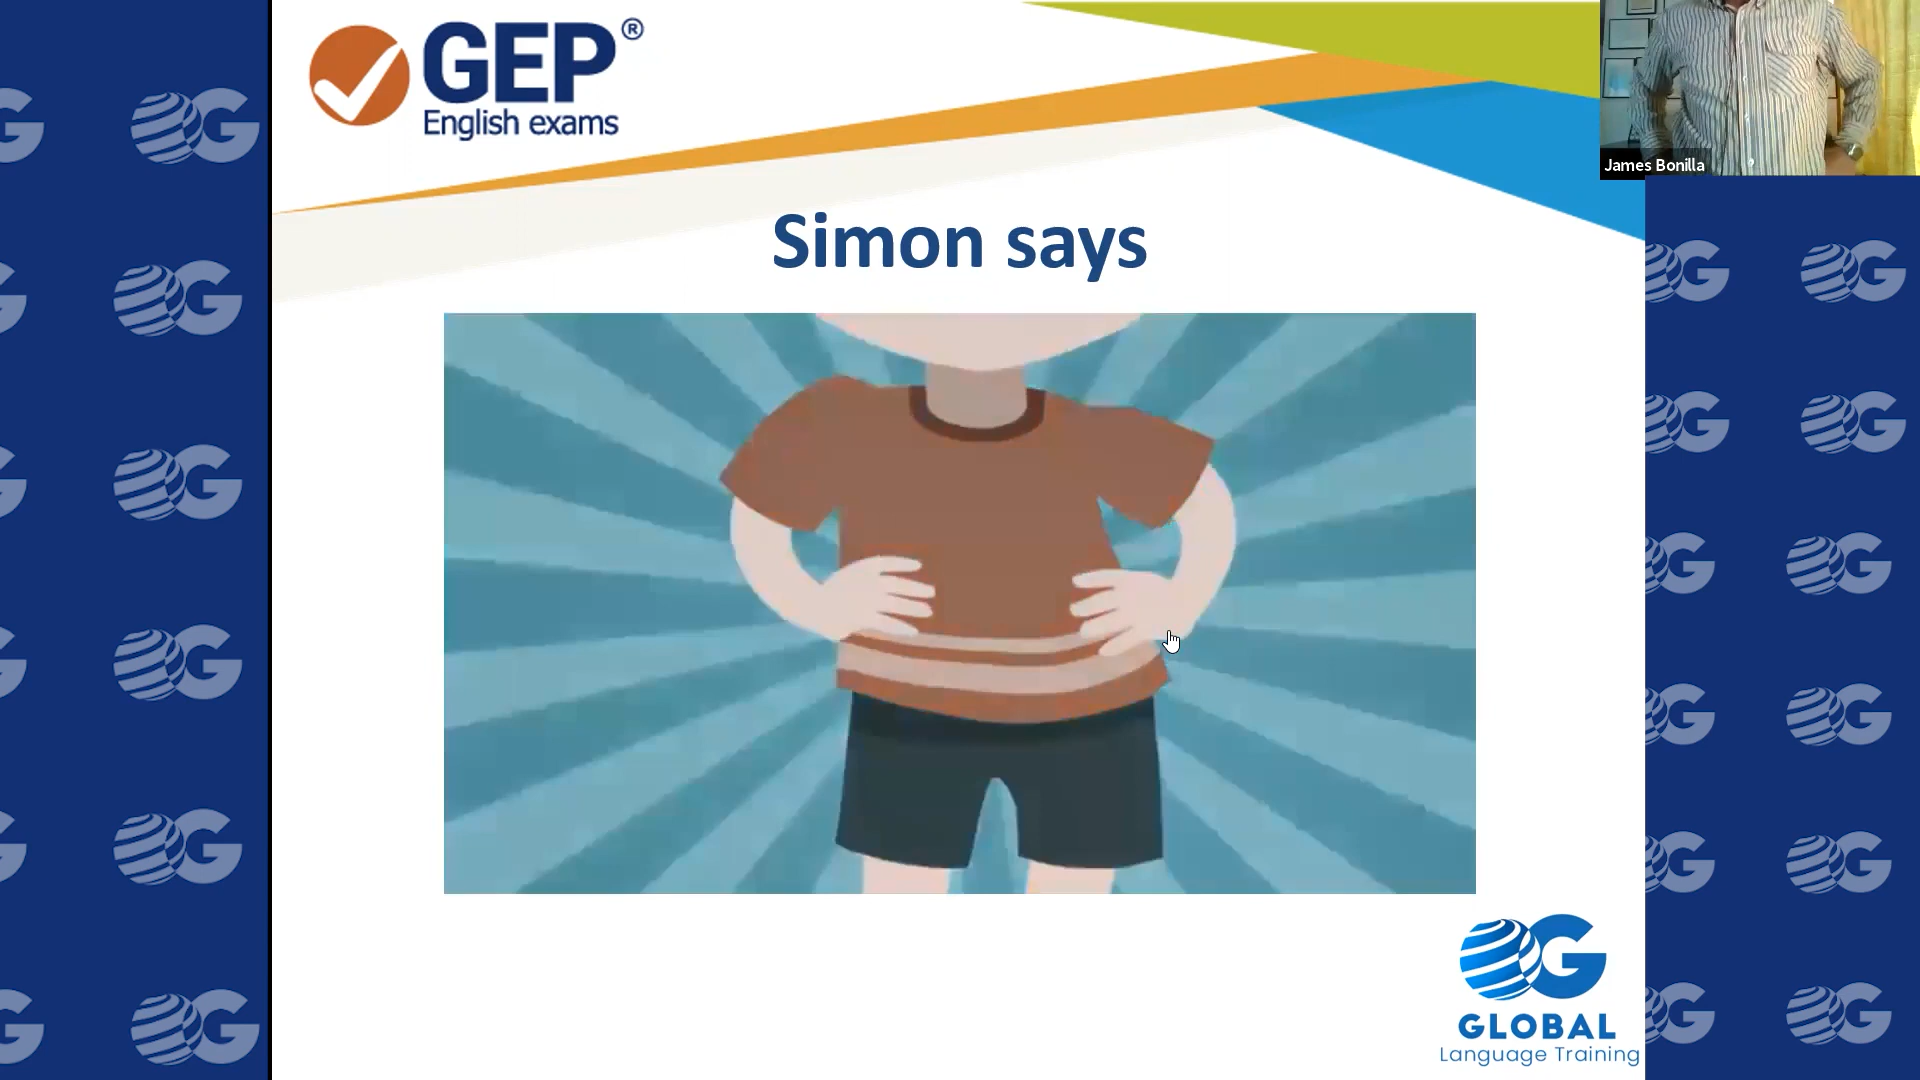 GEP®
English exams
James Bonilla
Simon says
GLOBAL
Language Training